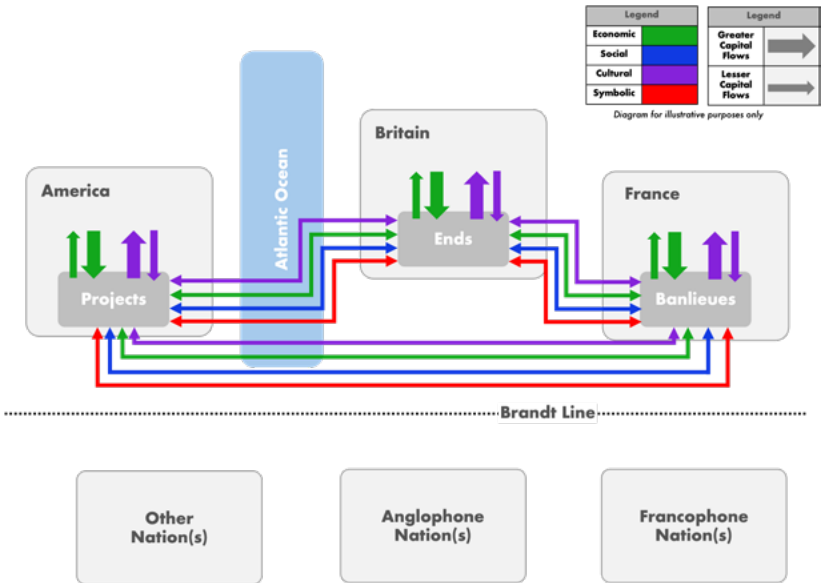 Legend
Economic
Social
Cultural
Symbolic
Legend
Greater
Capital
Flows
Lesser
Capital
Flows
Diagram for illustrative purposes only
America
Projects
Atlantic Ocean
Britain
Ends
France
Banlieues
Brandt Line
Other
Nation(s)
Anglophone
Nation(s)
Francophone
Nation(s)